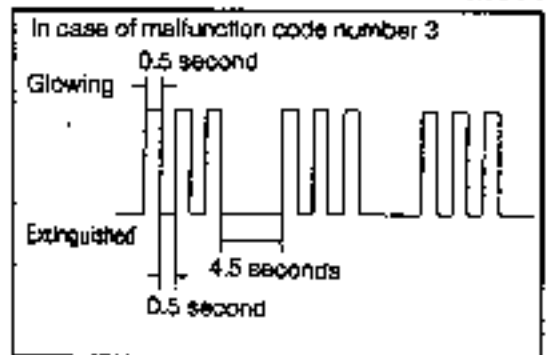 In case of malfunction code number 3
0.5 second
Glowing
Extinguished
4.5 seconds
0.5 second